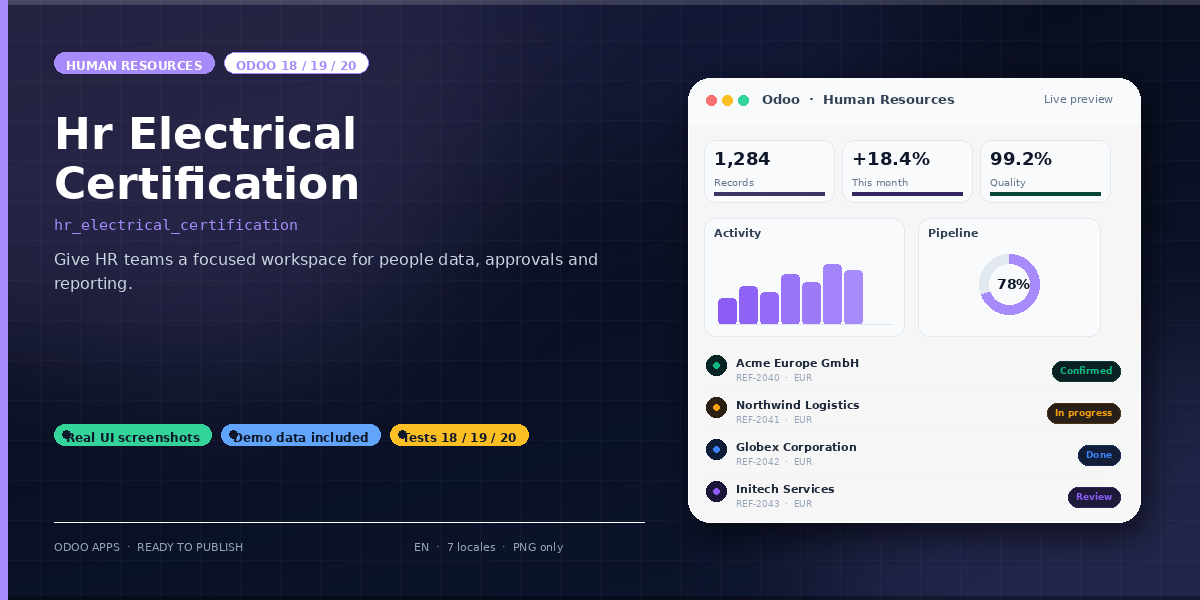 HUMAN RESOURCES
ODOO 18 / 19 / 20
Hr Electrical
Certification
hr_electrical_certification
Give HR teams a focused workspace for people data, approvals and
reporting.
Real UI screenshots
Demo data included
Tests 18 / 19 / 20
ODOO APPS · READY TO PUBLISH
EN · 7 locales · PNG only
Odoo · Human Resources
Live preview
1,284
Records
+18.4%
This month
99.2%
Quality
Activity
Pipeline
78%
Acme Europe GmbH
REF-2040 · EUR
Confirmed
Northwind Logistics
REF-2041 · EUR
In progress
Globex Corporation
REF-2042 · EUR
Done
Initech Services
REF-2043 · EUR
Review